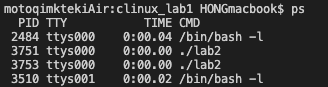 motoqimktekiAir:clinux_lab1 HONGmacbook$ ps
  PID TTY           TIME CMD
 2484 ttys000    0:00.04 /bin/bash -l
 3751 ttys000    0:00.00 ./lab2
 3753 ttys000    0:00.00 ./lab2
 3510 ttys001    0:00.02 /bin/bash -l